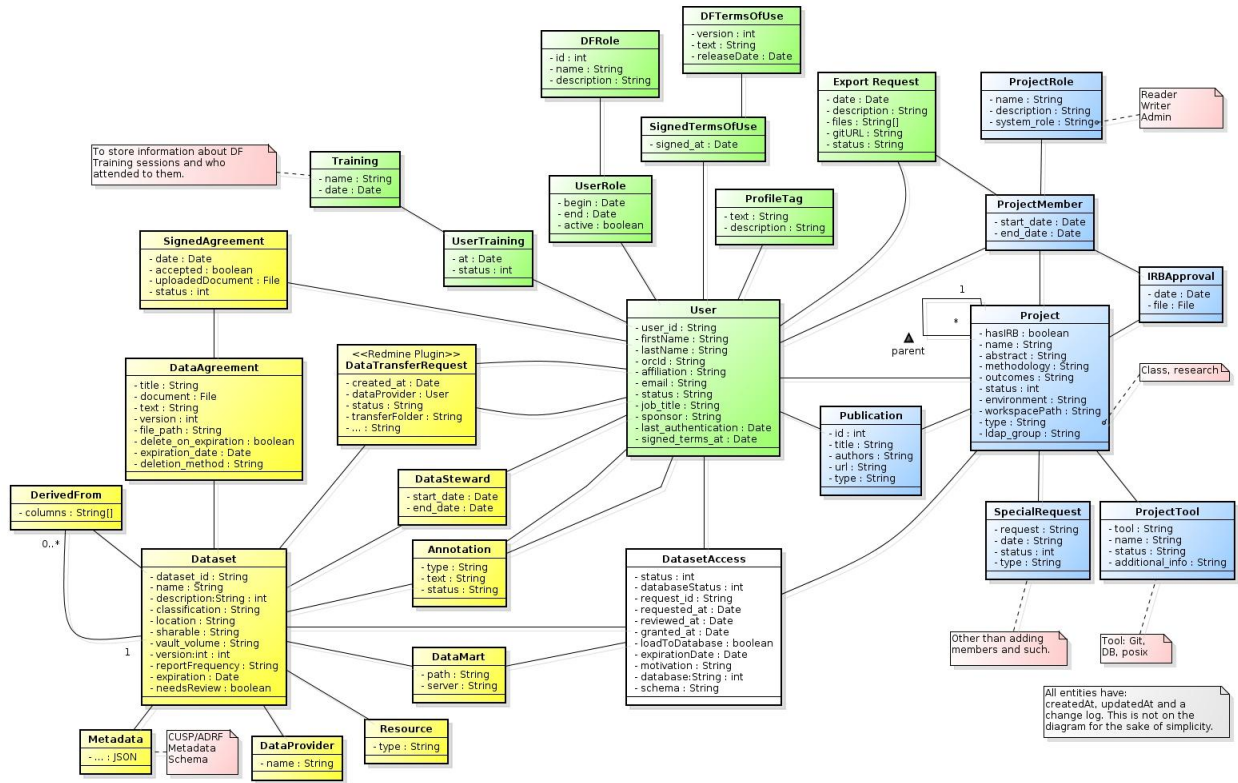 DFTermsOfUse
- version : int
- text : String
- releaseDate : Date
DFRole
- id : int
- name : String
- description : String
Export Request
- date : Date
- description : String
- files : String[]
- gitURL : String
- status : String
ProjectRole
- name : String
- description : String
- system_role : String
Reader
Writer
Admin
SignedTermsOfUse
- signed_at : Date
To store information about DF
Training sessions and who
attended to them.
Training
- name : String
- date : Date
UserRole
- begin : Date
- end : Date
- active : boolean
ProfileTag
- text : String
- description : String
ProjectMember
- start_date : Date
- end_date : Date
SignedAgreement
- date : Date
- accepted : boolean
- uploadedDocument : File
- status : int
UserTraining
- at : Date
- status : int
IRBApproval
- date : Date
- file : File
User
- user_id : String
- firstName : String
- lastName : String
- orcId : String
- affiliation : String
- email : String
- status : String
- job_title : String
- sponsor : String
- last_authentication : Date
- signed_terms_at : Date
1
*
parent
Project
- hasIRB : boolean
- name : String
- abstract : String
- methodology : String
- outcomes : String
- status : int
- environment : String
- workspacePath : String
- type : String
- ldap_group : String
Class, research
<<Redmine Plugin>>
DataTransferRequest
- created_at : Date
- dataProvider : User
- status : String
- transferFolder : String
- ... : String
DataAgreement
- title : String
- document : File
- text : String
- version : int
- file_path : String
- delete_on_expiration : boolean
- expiration_date : Date
- deletion_method : String
Publication
- id : int
- title : String
- authors : String
- url : String
- type : String
DataSteward
- start_date : Date
- end_date : Date
DerivedFrom
- columns : String[]
0..*
1
SpecialRequest
- request : String
- date : String
- status : int
- type : String
ProjectTool
- tool : String
- name : String
- status : String
- additional_info : String
Annotation
- type : String
- text : String
- status : String
Dataset
- dataset_id : String
- name : String
- description:String : int
- classification : String
- location : String
- sharable : String
- vault_volume : String
- version:int : int
- reportFrequency : String
- expiration : Date
- needsReview : boolean
DatasetAccess
- status : int
- databaseStatus : int
- request_id : String
- requested_at : Date
- reviewed_at : Date
- granted_at : Date
- loadToDatabase : boolean
- expirationDate : Date
- motivation : String
- database:String : int
- schema : String
DataMart
- path : String
- server : String
Other than adding
members and such.
Tool: Git,
DB, posix
All entities have:
createdAt, updatedAt and a
change log. This is not on the
diagram for the sake of simplicity.
Metadata
- ... : JSON
CUSP/ADRF
Metadata
Schema
DataProvider
- name : String
Resource
- type : String